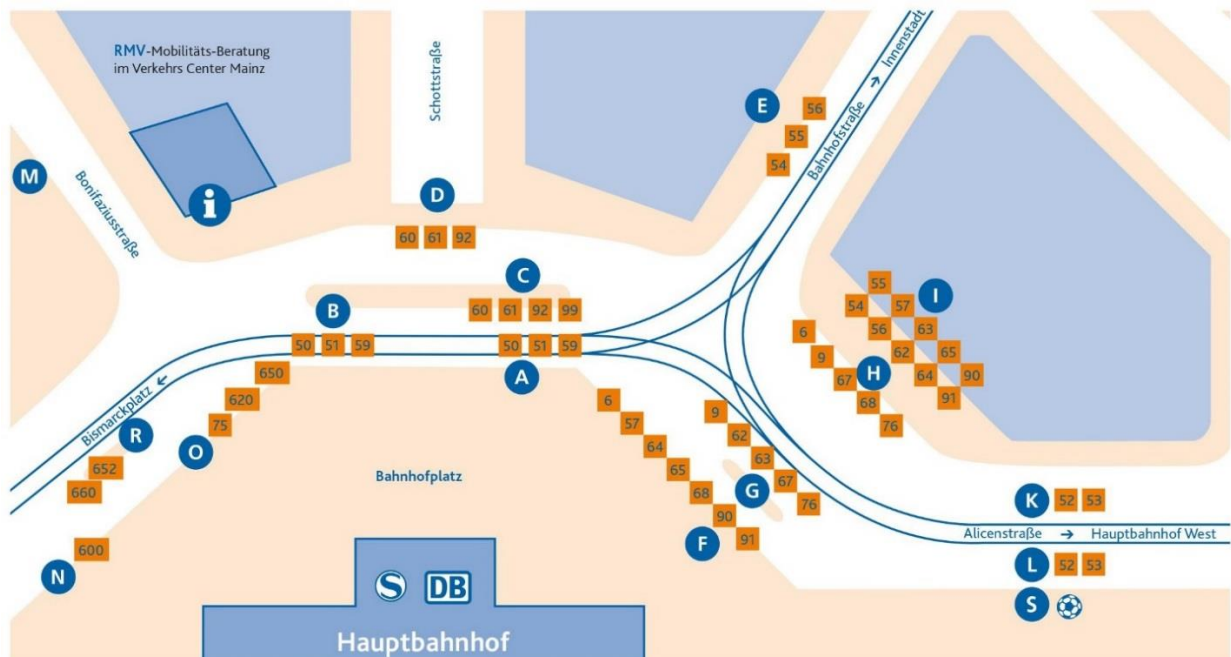 RMV-Mobilitäts-Beratung
im Verkehrs Center Mainz
i
M
Bonifaziusstraße
Schottstraße
D
60 61 92
E
56
55
54
Bahnhofstraße → Innenstadt
C
60 61 92 99
B
50 51 59
50 51 59
A
I
55
54 57
56 63
62 65
64 90
91
6
9
67
H
68
76
650
620
75
O
Bismarckplatz ←
R
652
660
600
N
Bahnhofplatz
6
57
64
65
68
90
91
F
9
62
63
67
76
G
K 52 53
Alicenstraße → Hauptbahnhof West
L 52 53
S
S DB
Hauptbahnhof